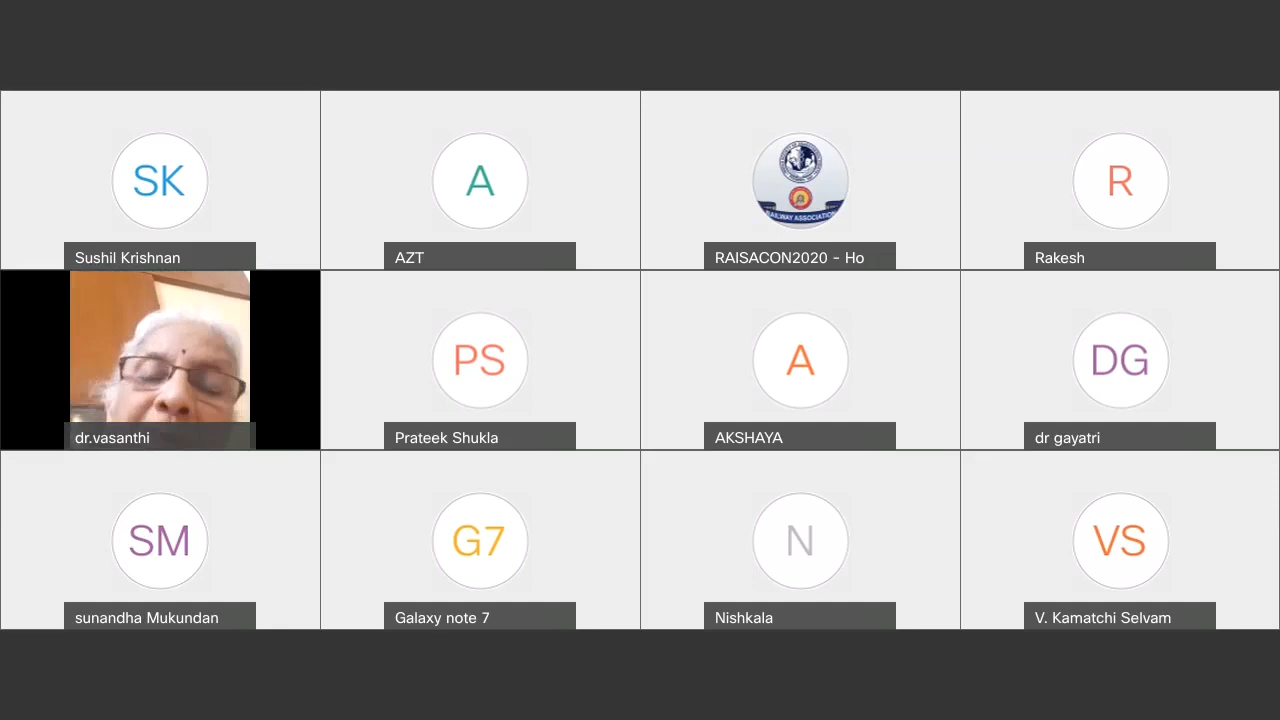 SK
A
RAILWAY ASSOCIATION
R
Sushil Krishnan
AZT
RAISACON2020 - Ho
Rakesh
PS
A
DG
dr.vasanthi
Prateek Shukla
AKSHAYA
dr gayatri
SM
G7
N
VS
sunandha Mukundan
Galaxy note 7
Nishkala
V. Kamatchi Selvam